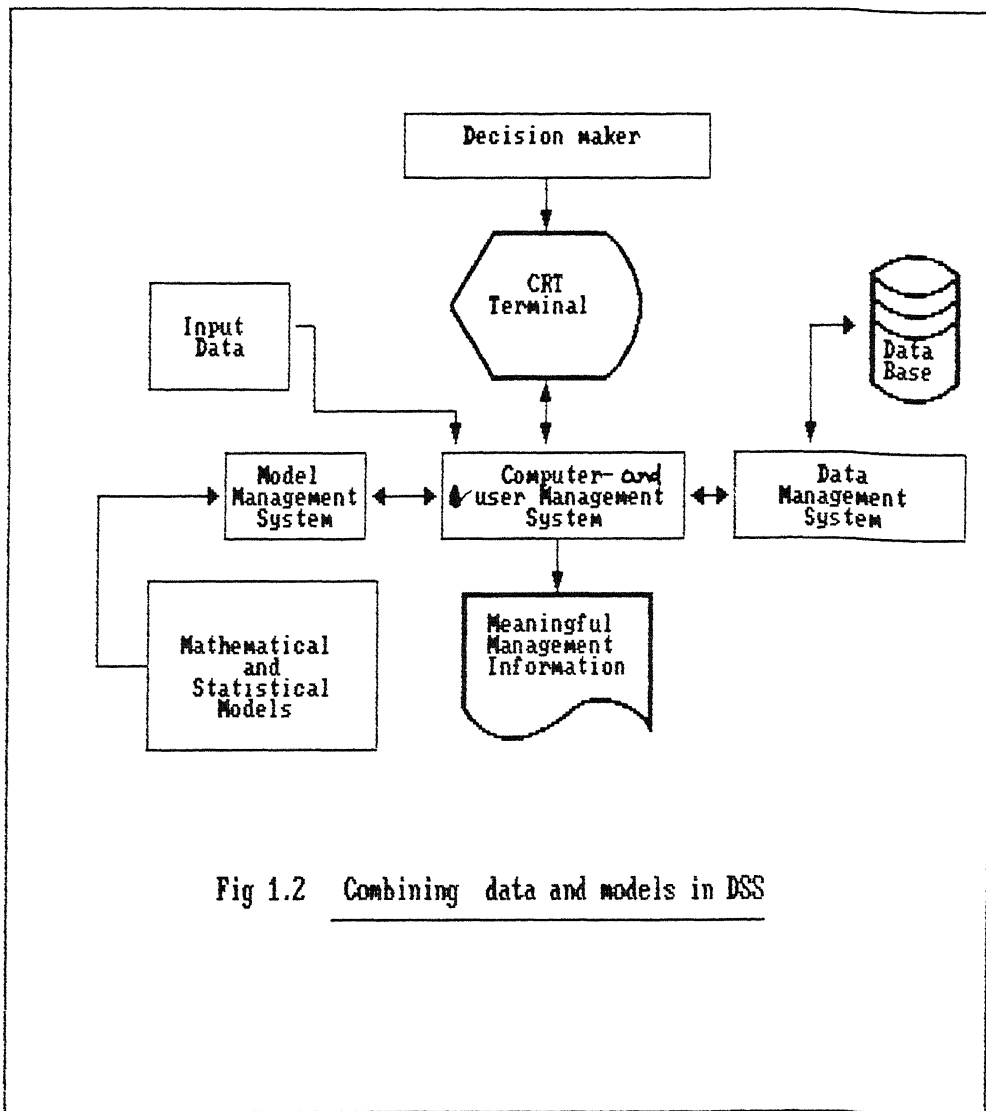 Decision maker
CRT
Terminal
Input
Data
Data
Base
Model
Management
System
Computer- and
user Management
System
Data
Management
System
Mathematical
and
Statistical
Models
Meaningful
Management
Information
Fig 1.2 Combining data and models in DSS